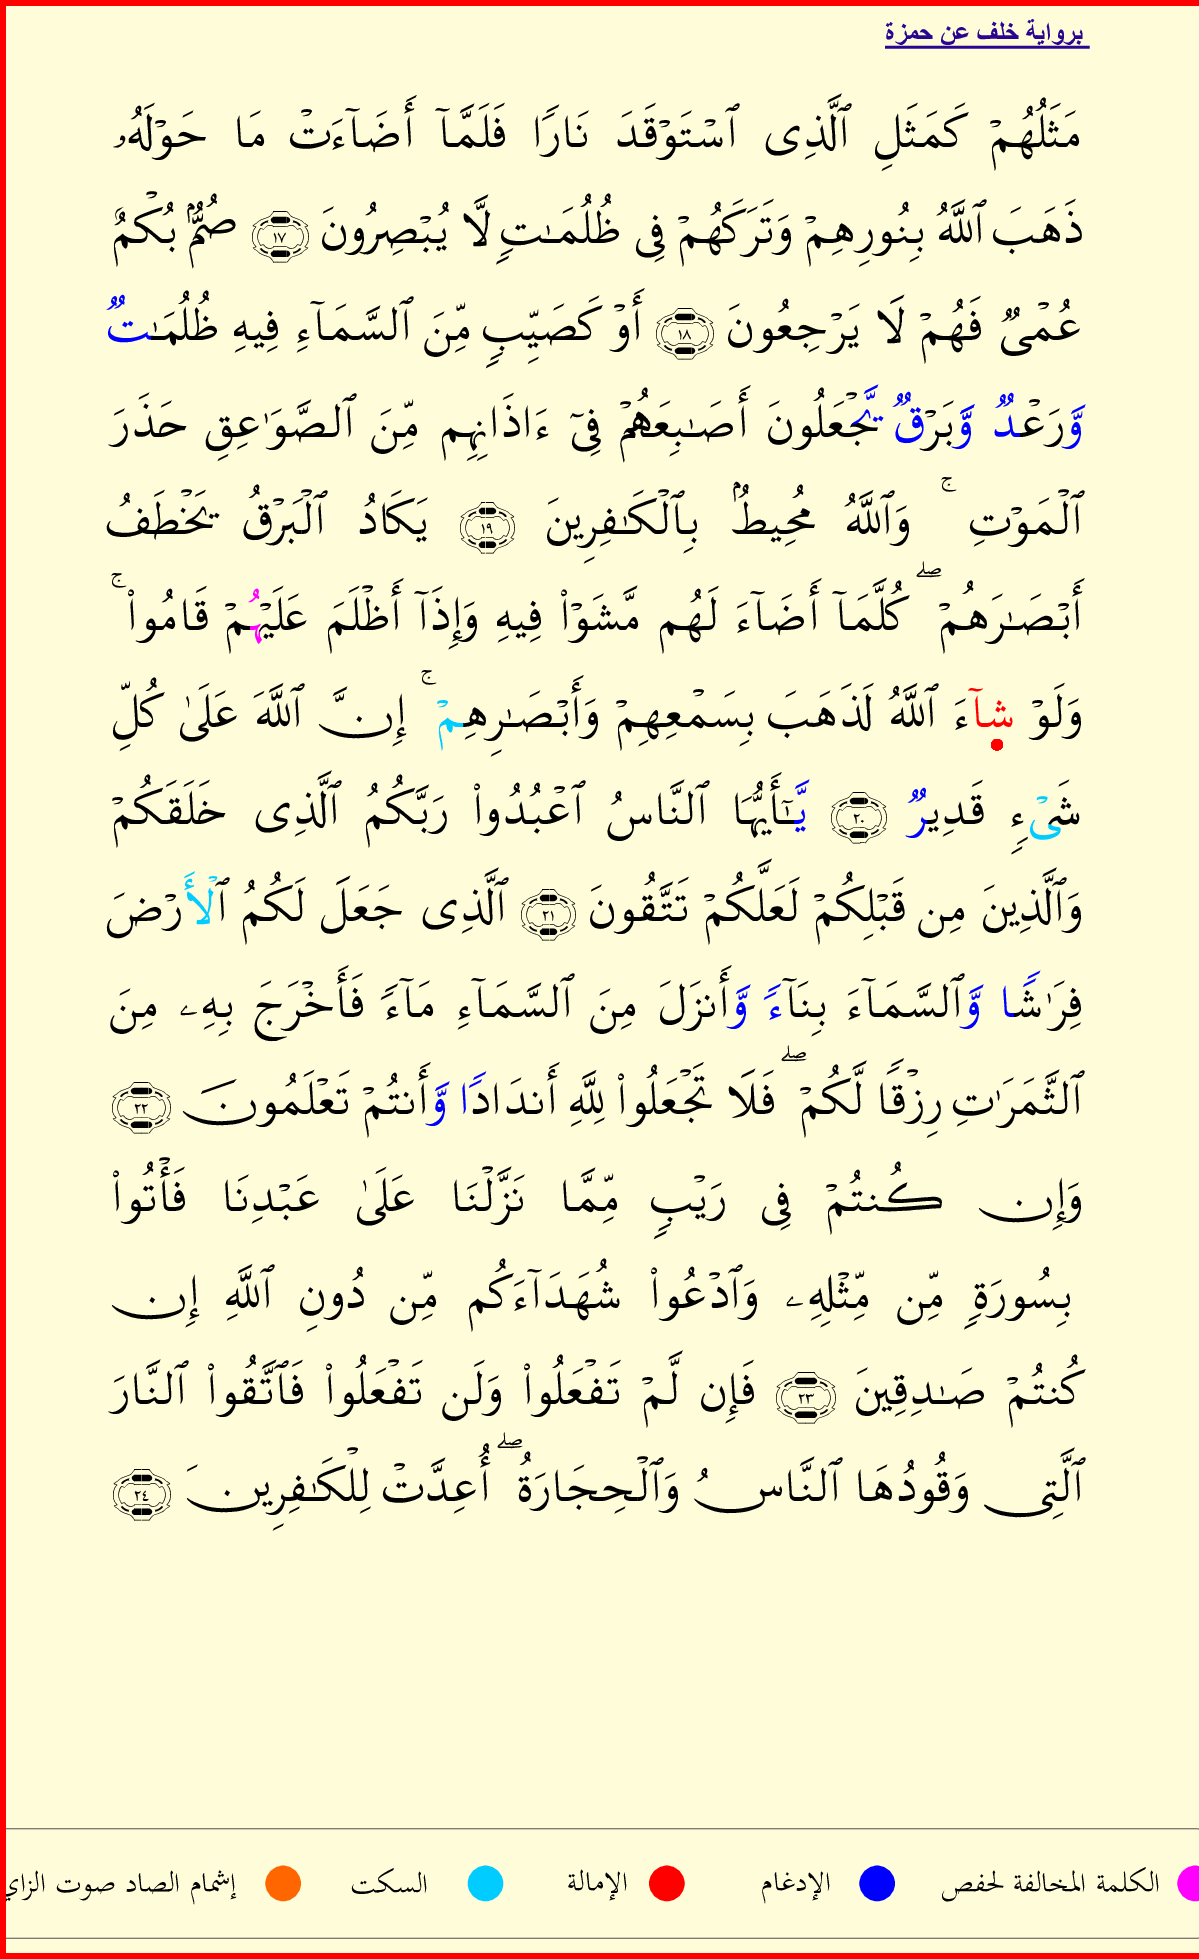 برواية خلف عن حمزة
مَثَلُهُمۡ كَمَثَلِ ٱلَّذِى ٱسۡتَوۡقَدَ نَارًا فَلَمَّآ أَضَآءَتۡ مَا حَوۡلَهُۥ
ذَهَبَ ٱللَّهُ بِنُورِهِمۡ وَتَرَكَهُمۡ فِى ظُلُمَـٰتٍ لَّا يُبۡصِرُونَ ١٧ صُمُّۢ بُكۡمٌ
عُمۡىٌ فَهُمۡ لَا يَرۡجِعُونَ ١٨ أَوۡ كَصَيِّبٍ مِّنَ ٱلسَّمَآءِ فِيهِ ظُلُمَـٰتٌ
وَّرَعۡدٌ وَّبَرۡقٌ يَّجۡعَلُونَ أَصَـٰبِعَهُمۡ فِىٓ ءَاذَانِهِم مِّنَ ٱلصَّوَٰعِقِ حَذَرَ
ٱلۡمَوۡتِ ۚ وَٱللَّهُ مُحِيطُۢ بِٱلۡكَـٰفِرِينَ ١٩ يَكَادُ ٱلۡبَرۡقُ يَخۡطَفُ
أَبۡصَـٰرَهُمۡ ۖ كُلَّمَآ أَضَآءَ لَهُم مَّشَوۡا۟ فِيهِ وَإِذَآ أَظۡلَمَ عَلَيۡهُمۡ قَامُوا۟ ۚ
وَلَوۡ شَآءَ ٱللَّهُ لَذَهَبَ بِسَمۡعِهِمۡ وَأَبۡصَـٰرِهِمۡ ۚ إِنَّ ٱللَّهَ عَلَىٰ كُلِّ
شَىۡءٍ قَدِيرٌ ٢٠ يَّـٰٓأَيُّهَا ٱلنَّاسُ ٱعۡبُدُوا۟ رَبَّكُمُ ٱلَّذِى خَلَقَكُمۡ
وَٱلَّذِينَ مِن قَبۡلِكُمۡ لَعَلَّكُمۡ تَتَّقُونَ ٢١ ٱلَّذِى جَعَلَ لَكُمُ ٱلۡأَرۡضَ
فِرَٰشًا وَّٱلسَّمَآءَ بِنَآءً وَّأَنزَلَ مِنَ ٱلسَّمَآءِ مَآءً فَأَخۡرَجَ بِهِۦ مِنَ
ٱلثَّمَرَٰتِ رِزۡقًا لَّكُمۡ ۖ فَلَا تَجۡعَلُوا۟ لِلَّهِ أَندَادًا وَّأَنتُمۡ تَعۡلَمُونَ ٢٢
وَإِن كُنتُمۡ فِى رَيۡبٍ مِّمَّا نَزَّلۡنَا عَلَىٰ عَبۡدِنَا فَأۡتُوا۟
بِسُورَةٍ مِّن مِّثۡلِهِۦ وَٱدۡعُوا۟ شُهَدَآءَكُم مِّن دُونِ ٱللَّهِ إِن
كُنتُمۡ صَـٰدِقِينَ ٢٣ فَإِن لَّمۡ تَفۡعَلُوا۟ وَلَن تَفۡعَلُوا۟ فَٱتَّقُوا۟ ٱلنَّارَ
ٱلَّتِى وَقُودُهَا ٱلنَّاسُ وَٱلۡحِجَارَةُ ۖ أُعِدَّتۡ لِلۡكَـٰفِرِينَ ٢٤
الكلمة المخالفة لحفص الإدغام الإمالة السكت إشمام الصاد صوت الزاي